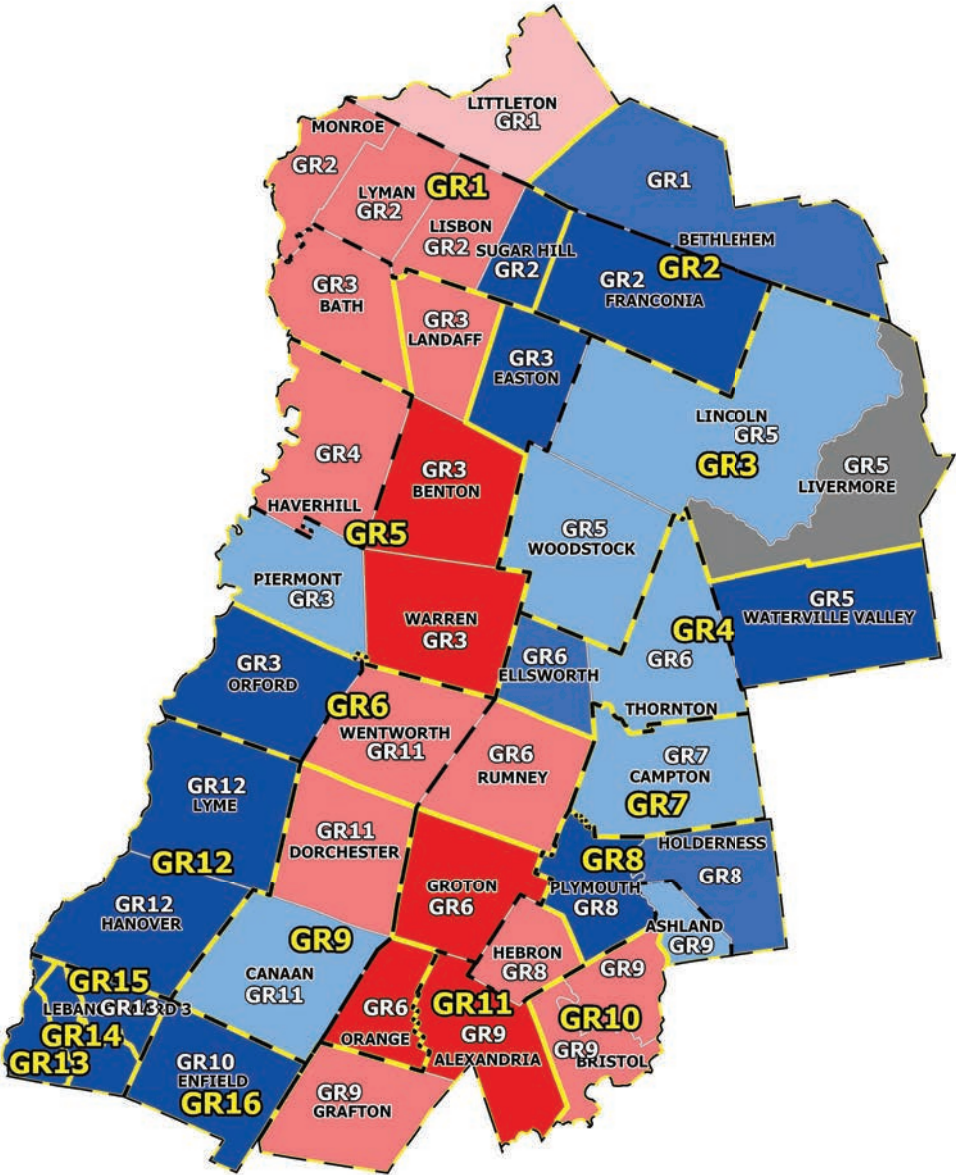 LITTLETON
GR1
MONROE
GR2
LYMAN
GR2
GR1
GR1
LISBON
GR2
SUGAR HILL
GR2
BETHLEHEM
GR2
GR2
FRANCONIA
GR3
BATH
GR3
LANDAFF
GR3
EASTON
LINCOLN
GR5
GR3
GR5
LIVERMORE
GR4
HAVERHILL
GR3
BENTON
GR5
GR5
WOODSTOCK
PIERMONT
GR3
WARREN
GR3
GR5
WATERVILLE VALLEY
GR4
GR6
THORNTON
GR6
ELLSWORTH
GR3
ORFORD
GR6
WENTWORTH
GR11
GR6
RUMNEY
GR7
CAMPTON
GR7
GR12
LYME
GR11
DORCHESTER
HOLDERNESS
GR8
GR8
PLYMOUTH
GR8
GR12
GROTON
GR6
GR12
HANOVER
ASHLAND
GR9
GR9
CANAAN
GR11
HEBRON
GR8
GR9
GR15
GR13
GR14
GR13
GR6
ORANGE
GR11
GR9
ALEXANDRIA
GR10
GR9
BRISTOL
GR10
ENFIELD
GR16
GR9
GRAFTON